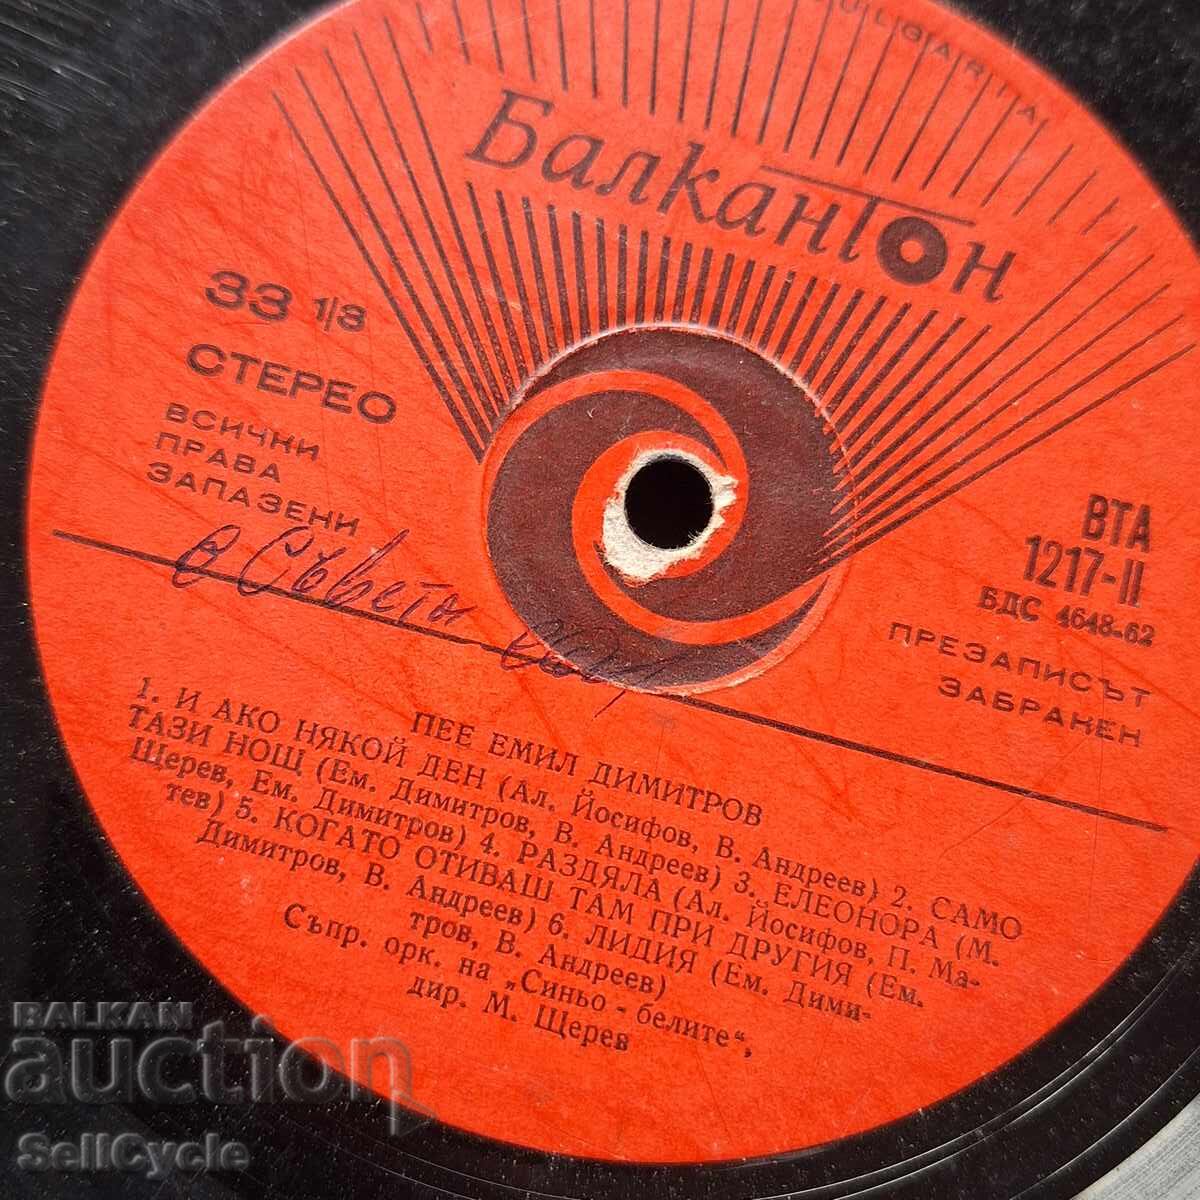 BULGARIA
Балкантон
33 1/3
СТЕРЕО
ВСИЧКИ
ПРАВА
ЗАПАЗЕНИ
ВТА
1217-II
БДС 4648-62
ПРЕЗАПИСЪТ
ЗАБРАНЕН
ПЕЕ ЕМИЛ ДИМИТРОВ
1. И АКО НЯКОЙ ДЕН (Ал. Йосифов, В. Андреев) 2. САМО
ТАЗИ НОЩ (Ем. Димитров, В. Андреев) 3. ЕЛЕОНОРА (М.
Щерев, Ем. Димитров) 4. РАЗДЯЛА (Ал. Йосифов, П. Ма-
тев) 5. КОГАТО ОТИВАШ ТАМ ПРИ ДРУГИЯ (Ем.
Димитров, В. Андреев) 6. ЛИДИЯ (Ем. Дими-
тров, В. Андреев)
Съпр. орк. на „Синьо - белите“,
дир. М. Щерев
BALKAN
auction
SellCycle